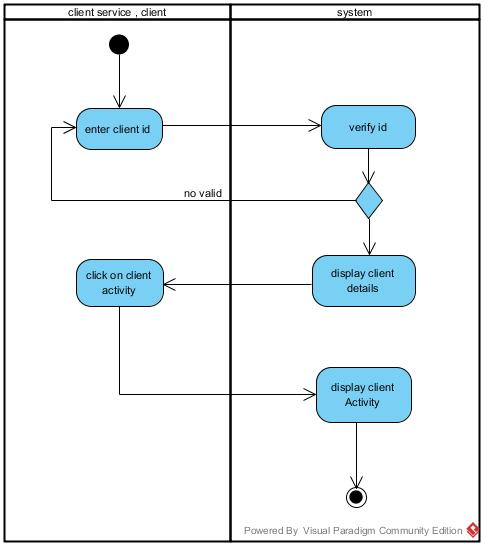 client service , client
system
enter client id
verify id
no valid
click on client
activity
display client
details
display client
Activity
Powered By Visual Paradigm Community Edition